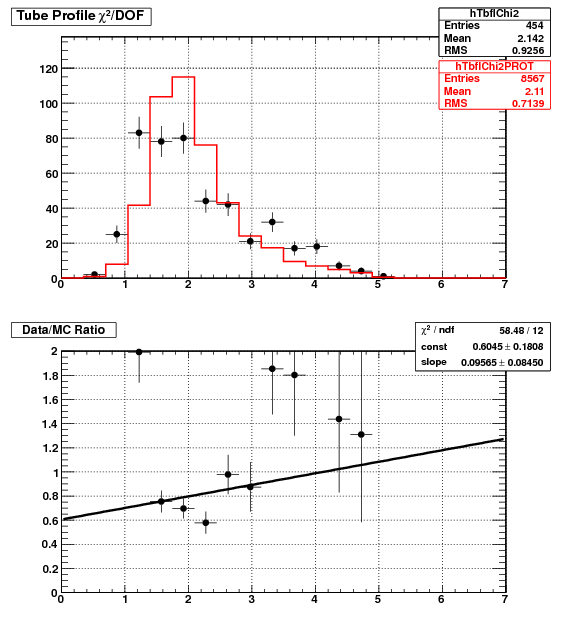 Tube Profile χ²/DOF
hTbflChi2
Entries 454
Mean 2.142
RMS 0.9256
hTbflChi2PROT
Entries 8567
Mean 2.11
RMS 0.7139
120
100
80
60
40
20
0
0 1 2 3 4 5 6 7
Data/MC Ratio
χ² / ndf 58.48 / 12
const 0.6045 ± 0.1808
slope 0.09565 ± 0.08450
2
1.8
1.6
1.4
1.2
1
0.8
0.6
0.4
0.2
0
0 1 2 3 4 5 6 7